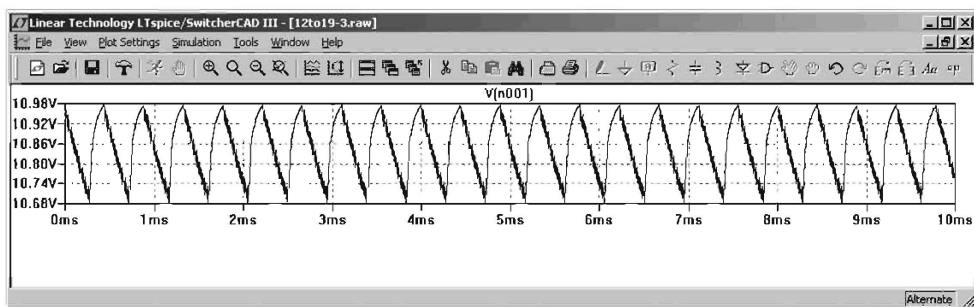 Linear Technology LTspice/SwitcherCAD III - [12to19-3.raw]
File View Plot Settings Simulation Tools Window Help
V(n001)
10.98V
10.92V
10.86V
10.80V
10.74V
10.68V
0ms 1ms 2ms 3ms 4ms 5ms 6ms 7ms 8ms 9ms 10ms
Alternate